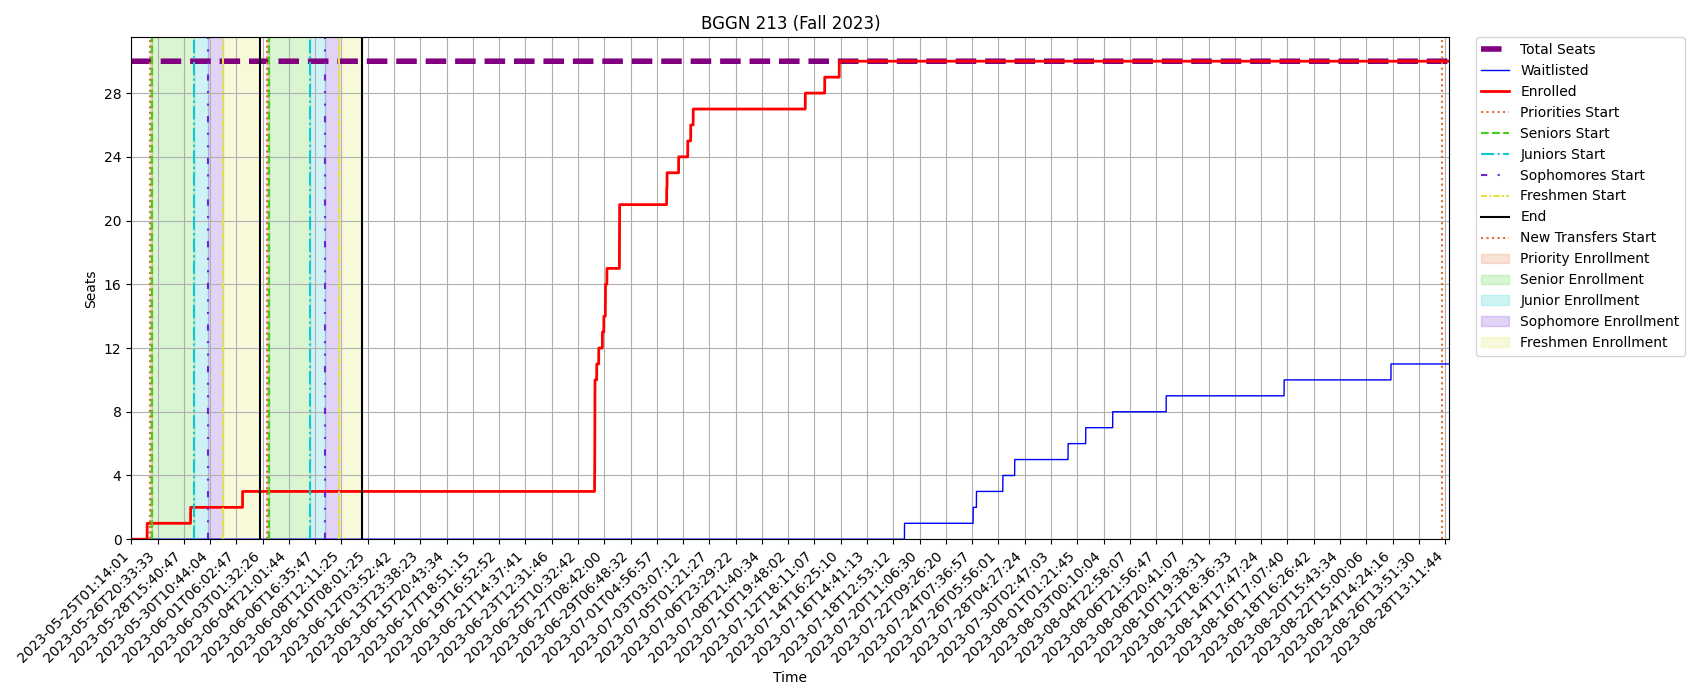 BGGN 213 (Fall 2023)
Seats
28
24
20
16
12
8
4
0
2023-05-25T01:14:01
2023-05-26T20:33:33
2023-05-28T15:40:47
2023-05-30T10:44:04
2023-06-01T06:02:47
2023-06-03T01:32:26
2023-06-04T21:01:44
2023-06-06T16:35:47
2023-06-08T12:11:25
2023-06-10T08:01:25
2023-06-12T03:52:42
2023-06-13T23:38:23
2023-06-15T20:43:34
2023-06-17T18:51:15
2023-06-19T16:52:52
2023-06-21T14:37:41
2023-06-23T12:31:46
2023-06-25T10:32:42
2023-06-27T08:42:00
2023-06-29T06:48:32
2023-07-01T04:56:57
2023-07-03T03:07:12
2023-07-05T01:21:27
2023-07-06T23:29:22
2023-07-08T21:40:34
2023-07-10T19:48:02
2023-07-12T18:11:07
2023-07-14T16:25:10
2023-07-16T14:41:13
2023-07-18T12:53:12
2023-07-20T11:06:30
2023-07-22T09:26:20
2023-07-24T07:36:57
2023-07-26T05:56:01
2023-07-28T04:27:24
2023-07-30T02:47:03
2023-08-01T01:21:45
2023-08-03T00:10:04
2023-08-04T22:58:07
2023-08-06T21:56:47
2023-08-08T20:41:07
2023-08-10T19:38:31
2023-08-12T18:36:33
2023-08-14T17:47:24
2023-08-16T17:07:40
2023-08-18T16:26:42
2023-08-20T15:43:34
2023-08-22T15:00:06
2023-08-24T14:24:16
2023-08-26T13:51:30
2023-08-28T13:11:44
Time
Total Seats
Waitlisted
Enrolled
Priorities Start
Seniors Start
Juniors Start
Sophomores Start
Freshmen Start
End
New Transfers Start
Priority Enrollment
Senior Enrollment
Junior Enrollment
Sophomore Enrollment
Freshmen Enrollment